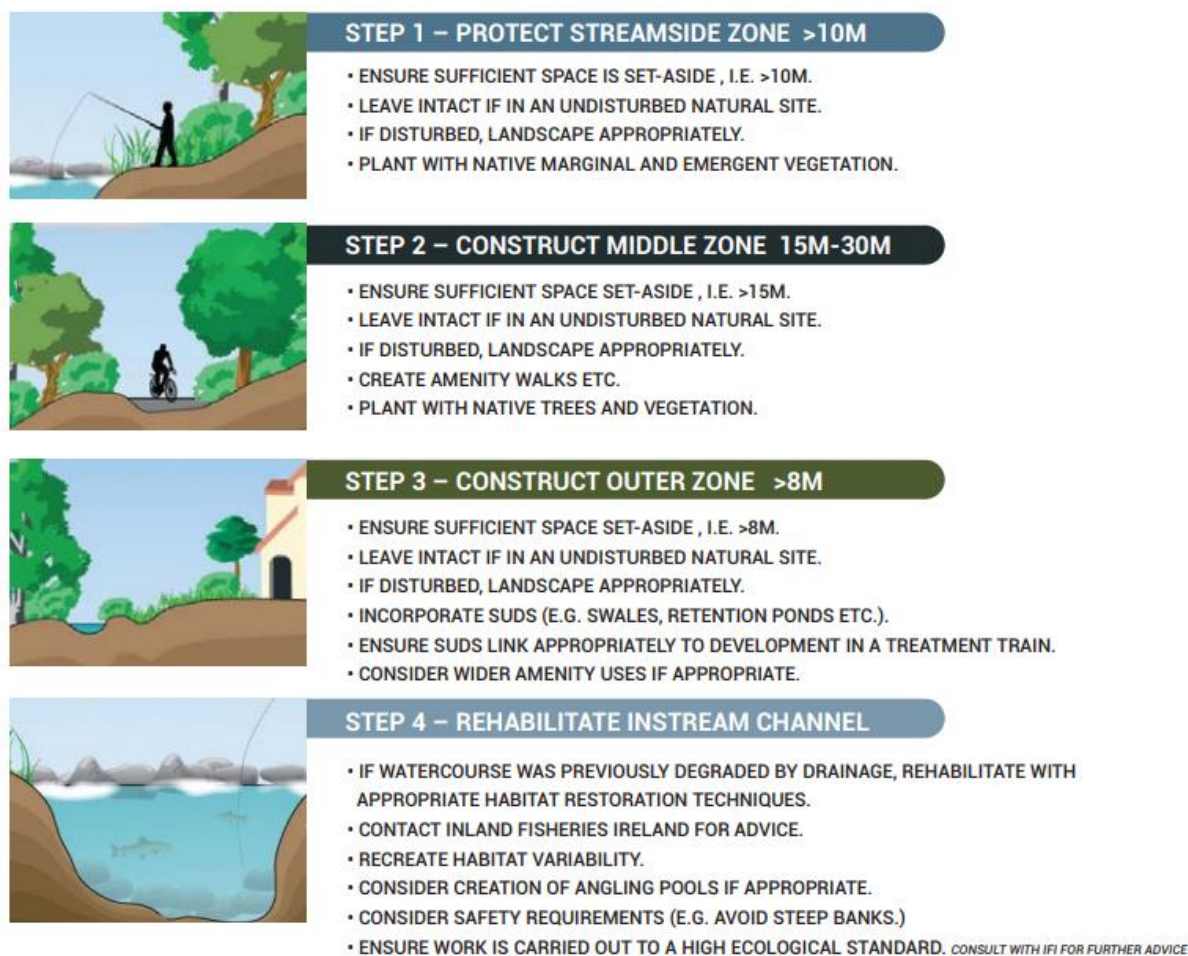 STEP 1 – PROTECT STREAMSIDE ZONE >10M
• ENSURE SUFFICIENT SPACE IS SET-ASIDE , I.E. >10M.
• LEAVE INTACT IF IN AN UNDISTURBED NATURAL SITE.
• IF DISTURBED, LANDSCAPE APPROPRIATELY.
• PLANT WITH NATIVE MARGINAL AND EMERGENT VEGETATION.
STEP 2 – CONSTRUCT MIDDLE ZONE 15M-30M
• ENSURE SUFFICIENT SPACE SET-ASIDE , I.E. >15M.
• LEAVE INTACT IF IN AN UNDISTURBED NATURAL SITE.
• IF DISTURBED, LANDSCAPE APPROPRIATELY.
• CREATE AMENITY WALKS ETC.
• PLANT WITH NATIVE TREES AND VEGETATION.
STEP 3 – CONSTRUCT OUTER ZONE >8M
• ENSURE SUFFICIENT SPACE SET-ASIDE , I.E. >8M.
• LEAVE INTACT IF IN AN UNDISTURBED NATURAL SITE.
• IF DISTURBED, LANDSCAPE APPROPRIATELY.
• INCORPORATE SUDS (E.G. SWALES, RETENTION PONDS ETC.).
• ENSURE SUDS LINK APPROPRIATELY TO DEVELOPMENT IN A TREATMENT TRAIN.
• CONSIDER WIDER AMENITY USES IF APPROPRIATE.
STEP 4 – REHABILITATE INSTREAM CHANNEL
• IF WATERCOURSE WAS PREVIOUSLY DEGRADED BY DRAINAGE, REHABILITATE WITH
APPROPRIATE HABITAT RESTORATION TECHNIQUES.
• CONTACT INLAND FISHERIES IRELAND FOR ADVICE.
• RECREATE HABITAT VARIABILITY.
• CONSIDER CREATION OF ANGLING POOLS IF APPROPRIATE.
• CONSIDER SAFETY REQUIREMENTS (E.G. AVOID STEEP BANKS.)
• ENSURE WORK IS CARRIED OUT TO A HIGH ECOLOGICAL STANDARD. CONSULT WITH IFI FOR FURTHER ADVICE